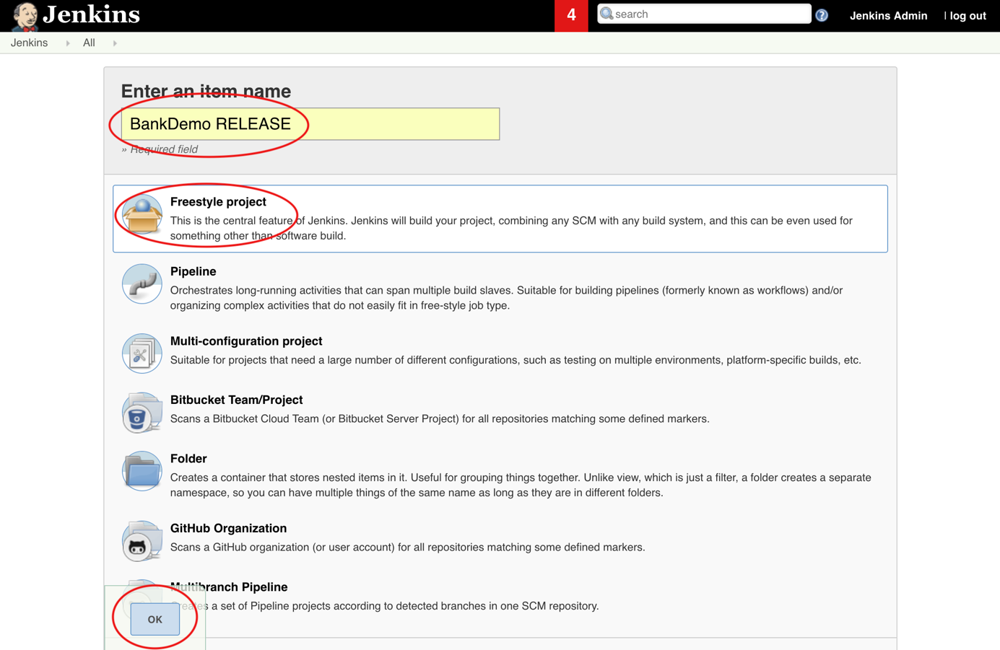 Jenkins
4
search
?
Jenkins Admin
| log out
Jenkins
All
Enter an item name
BankDemo RELEASE
» Required field
Freestyle project
This is the central feature of Jenkins. Jenkins will build your project, combining any SCM with any build system, and this can be even used for
something other than software build.
Pipeline
Orchestrates long-running activities that can span multiple build slaves. Suitable for building pipelines (formerly known as workflows) and/or
organizing complex activities that do not easily fit in free-style job type.
Multi-configuration project
Suitable for projects that need a large number of different configurations, such as testing on multiple environments, platform-specific builds, etc.
Bitbucket Team/Project
Scans a Bitbucket Cloud Team (or Bitbucket Server Project) for all repositories matching some defined markers.
Folder
Creates a container that stores nested items in it. Useful for grouping things together. Unlike view, which is just a filter, a folder creates a separate
namespace, so you can have multiple things of the same name as long as they are in different folders.
GitHub Organization
Scans a GitHub organization (or user account) for all repositories matching some defined markers.
Multibranch Pipeline
Creates a set of Pipeline projects according to detected branches in one SCM repository.
OK